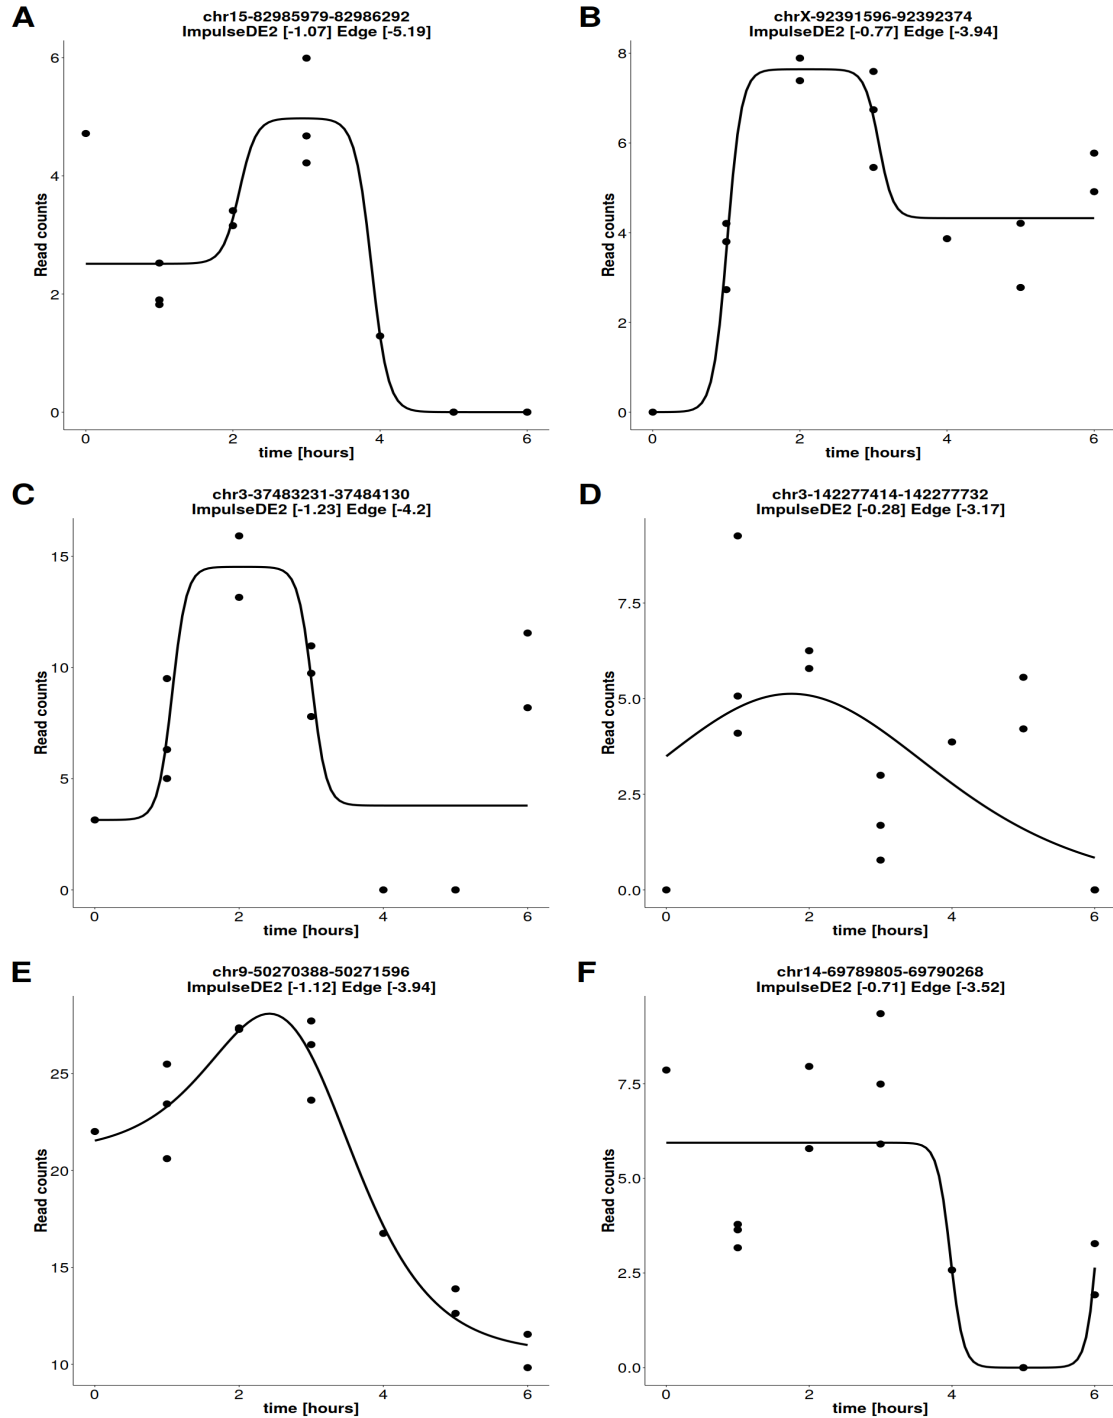 A
chr15-82985979-82986292
ImpulseDE2 [-1.07] Edge [-5.19]
6
4
2
0
Read counts
0 2 4 6
time [hours]
B
chrX-92391596-92392374
ImpulseDE2 [-0.77] Edge [-3.94]
8
6
4
2
0
Read counts
0 2 4 6
time [hours]
C
chr3-37483231-37484130
ImpulseDE2 [-1.23] Edge [-4.2]
15
10
5
0
Read counts
0 2 4 6
time [hours]
D
chr3-142277414-142277732
ImpulseDE2 [-0.28] Edge [-3.17]
7.5
5.0
2.5
0.0
Read counts
0 2 4 6
time [hours]
E
chr9-50270388-50271596
ImpulseDE2 [-1.12] Edge [-3.94]
25
20
15
10
Read counts
0 2 4 6
time [hours]
F
chr14-69789805-69790268
ImpulseDE2 [-0.71] Edge [-3.52]
7.5
5.0
2.5
0.0
Read counts
0 2 4 6
time [hours]